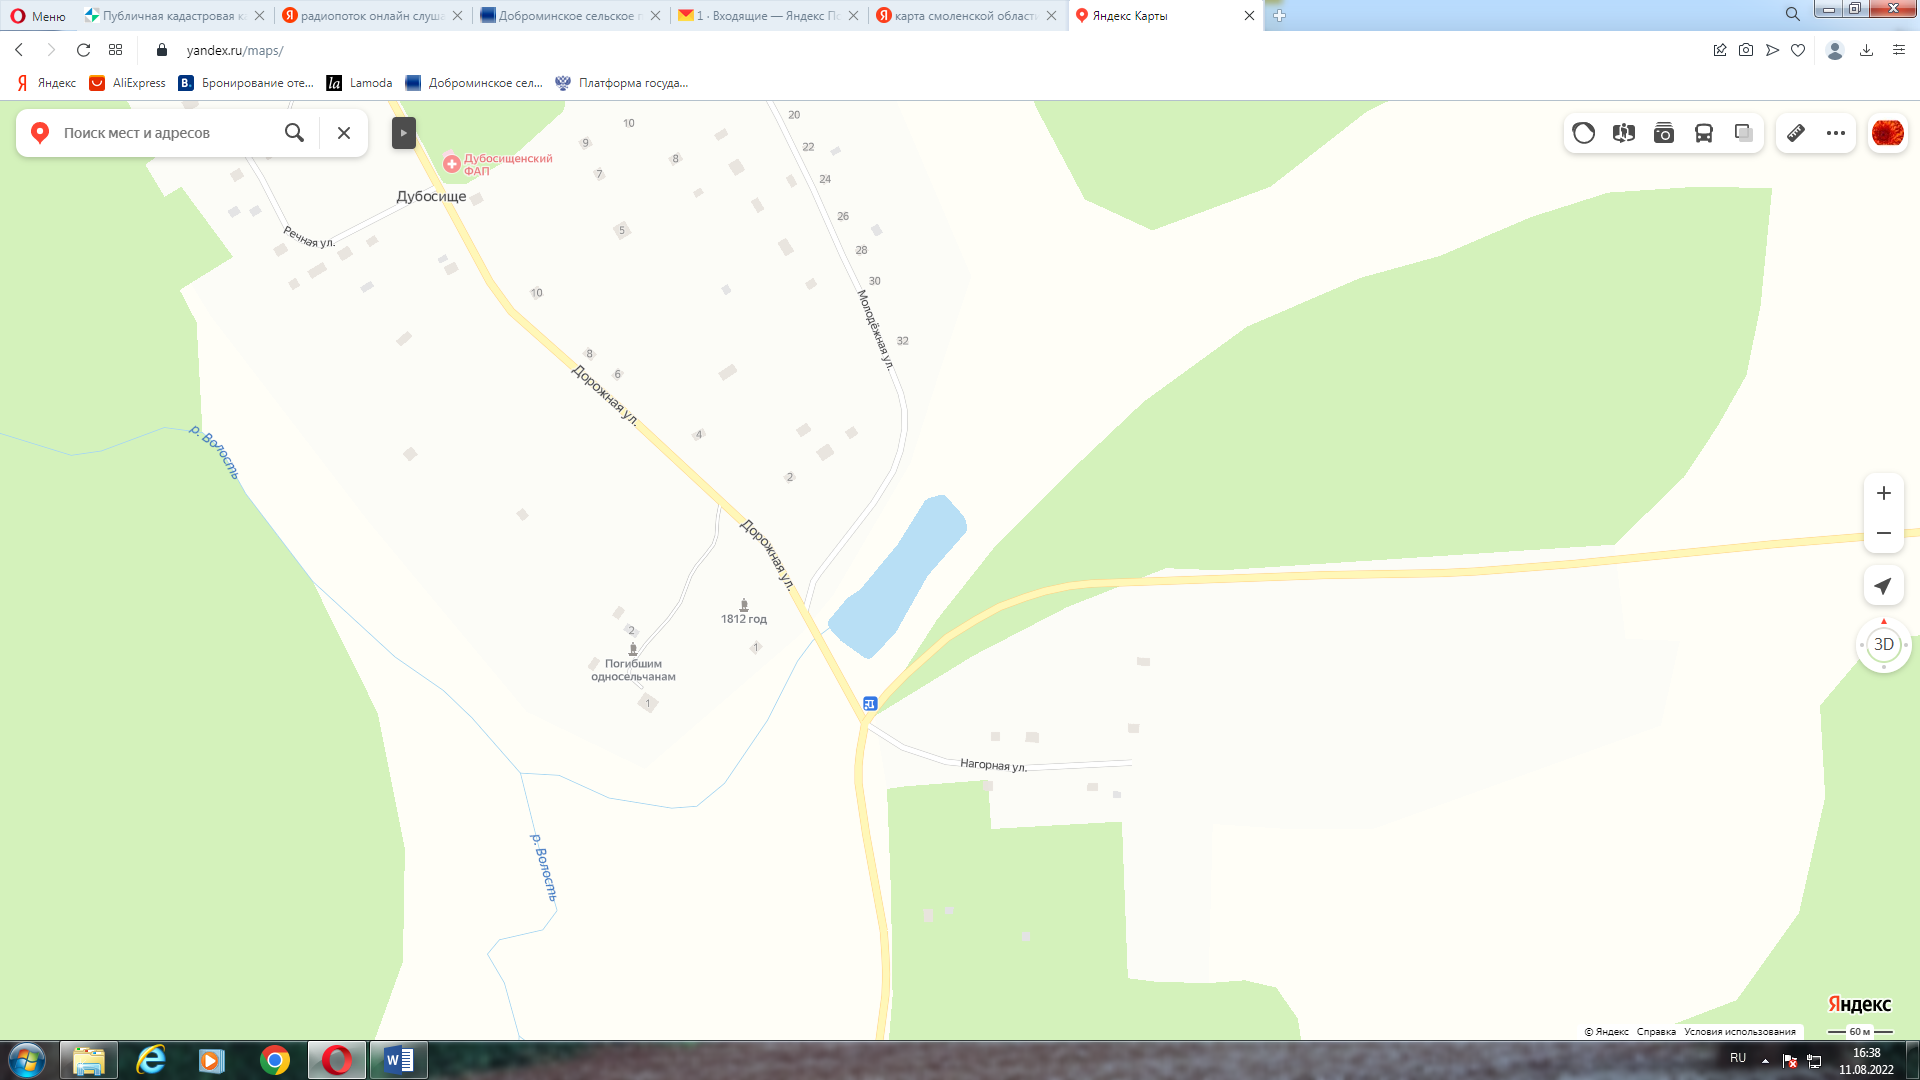 Меню
Публичная кадастровая к
радиопоток онлайн слуша
Доброминское сельское п
1 · Входящие — Яндекс По
карта смоленской области
Яндекс Карты
yandex.ru/maps/
Яндекс
AliExpress
Бронирование оте...
Lamoda
Доброминское сел...
Платформа госуда...
Поиск мест и адресов
Дубосищенский
ФАП
Дубосище
Речная ул.
10
9
8
7
5
10
20
22
24
26
28
30
32
Молодёжная ул.
8
6
Дорожная ул.
4
2
р. Волость
Дорожная ул.
1812 год
2
1
Погибшим
односельчанам
1
Нагорная ул.
р. Волость
3D
Яндекс
© Яндекс Справка Условия использования
60 м
RU
16:38
11.08.2022